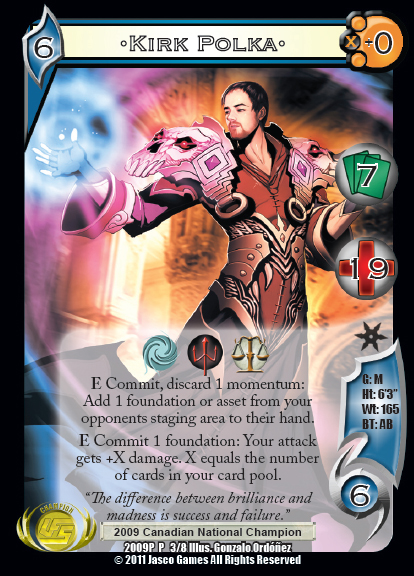 6
•Kirk Polka•
X +0
7
19
G: M
Ht: 6'3"
Wt: 165
BT: AB
E Commit, discard 1 momentum:
Add 1 foundation or asset from your
opponents staging area to their hand.
E Commit 1 foundation: Your attack
gets +X damage. X equals the number
of cards in your card pool.
6
"The difference between brilliance and
madness is success and failure."
CHAMPION
UFS
2009 Canadian National Champion
2009P_P_3/8 Illus. Gonzalo Ordóñez
© 2011 Jasco Games All Rights Reserved